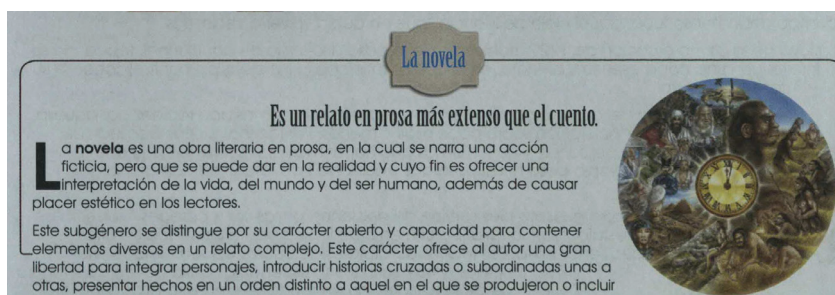 La novela
Es un relato en prosa más extenso que el cuento.
La novela es una obra literaria en prosa, en la cual se narra una acción
ficticia, pero que se puede dar en la realidad y cuyo fin es ofrecer una
interpretación de la vida, del mundo y del ser humano, además de causar
placer estético en los lectores.
Este subgénero se distingue por su carácter abierto y capacidad para contener
elementos diversos en un relato complejo. Este carácter ofrece al autor una gran
libertad para integrar personajes, introducir historias cruzadas o subordinadas unas a
otras, presentar hechos en un orden distinto a aquel en el que se produjeron o incluir